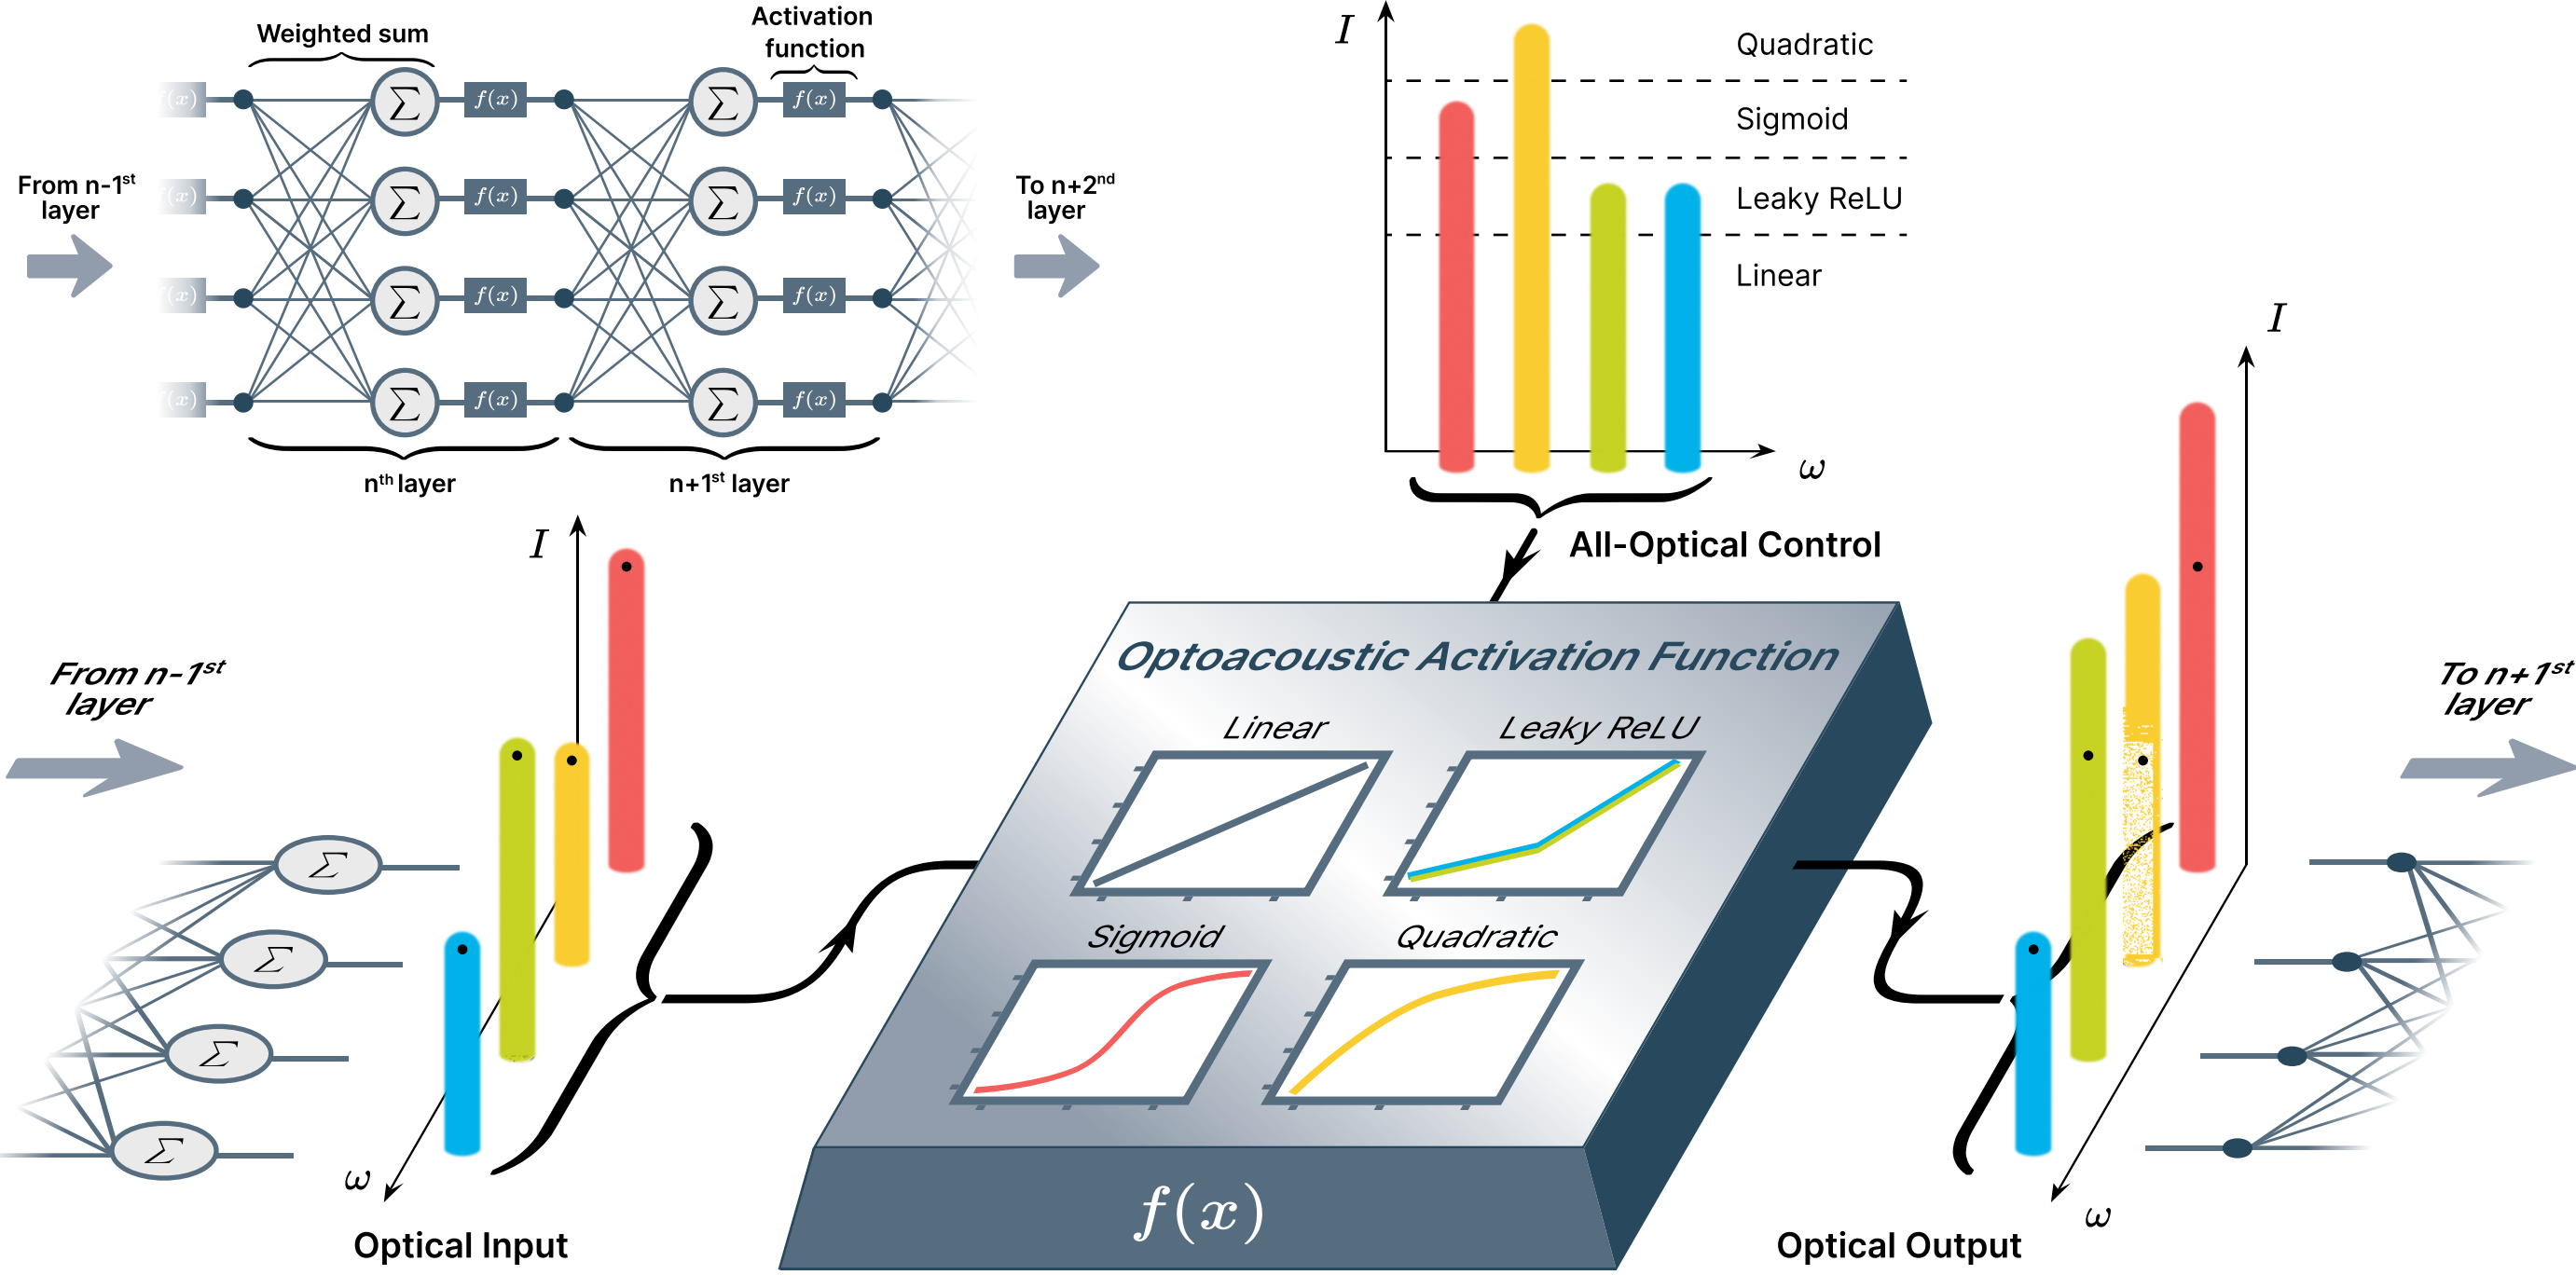 Weighted sum
Activation
function
f(x) Σ f(x) Σ f(x)
f(x) Σ f(x) Σ f(x)
f(x) Σ f(x) Σ f(x)
f(x) Σ f(x) Σ f(x)
From n-1st
layer
To n+2nd
layer
nth layer
n+1st layer
I
Quadratic
Sigmoid
Leaky ReLU
Linear
ω
All-Optical Control
From n-1st
layer
Σ
Σ
Σ
Σ
I
ω
Optical Input
Optoacoustic Activation Function
Linear
Leaky ReLU
Sigmoid
Quadratic
f(x)
I
ω
Optical Output
To n+1st
layer